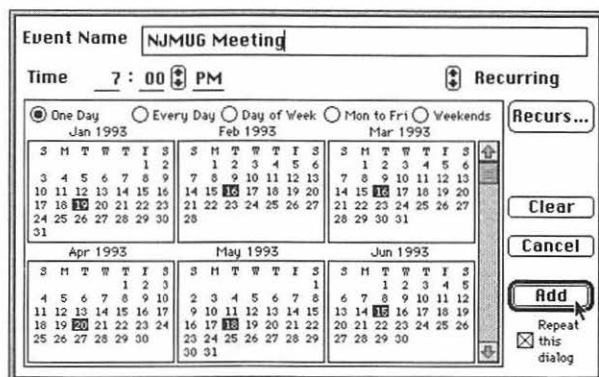 Event Name NJMUG Meeting
Time 7 : 00 PM Recurring
One Day Every Day Day of Week Mon to Fri Weekends
Recurs...
Jan 1993 Feb 1993 Mar 1993
S M T W T F S S M T W T F S S M T W T F S
1 2 1 2 3 4 5 6 1 2 3 4 5 6
3 4 5 6 7 8 9 7 8 9 10 11 12 13 7 8 9 10 11 12 13
10 11 12 13 14 15 16 14 15 16 17 18 19 20 14 15 16 17 18 19 20
17 18 19 20 21 22 23 21 22 23 24 25 26 27 21 22 23 24 25 26 27
24 25 26 27 28 29 30 28 28 29 30 31
31
Clear
Cancel
Apr 1993 May 1993 Jun 1993
S M T W T F S S M T W T F S S M T W T F S
1 2 3 1 1 2 3 4 5
4 5 6 7 8 9 10 2 3 4 5 6 7 8 6 7 8 9 10 11 12
11 12 13 14 15 16 17 9 10 11 12 13 14 15 13 14 15 16 17 18 19
18 19 20 21 22 23 24 16 17 18 19 20 21 22 20 21 22 23 24 25 26
25 26 27 28 29 30 23 24 25 26 27 28 29 27 28 29 30
30 31
Add
Repeat
this
dialog